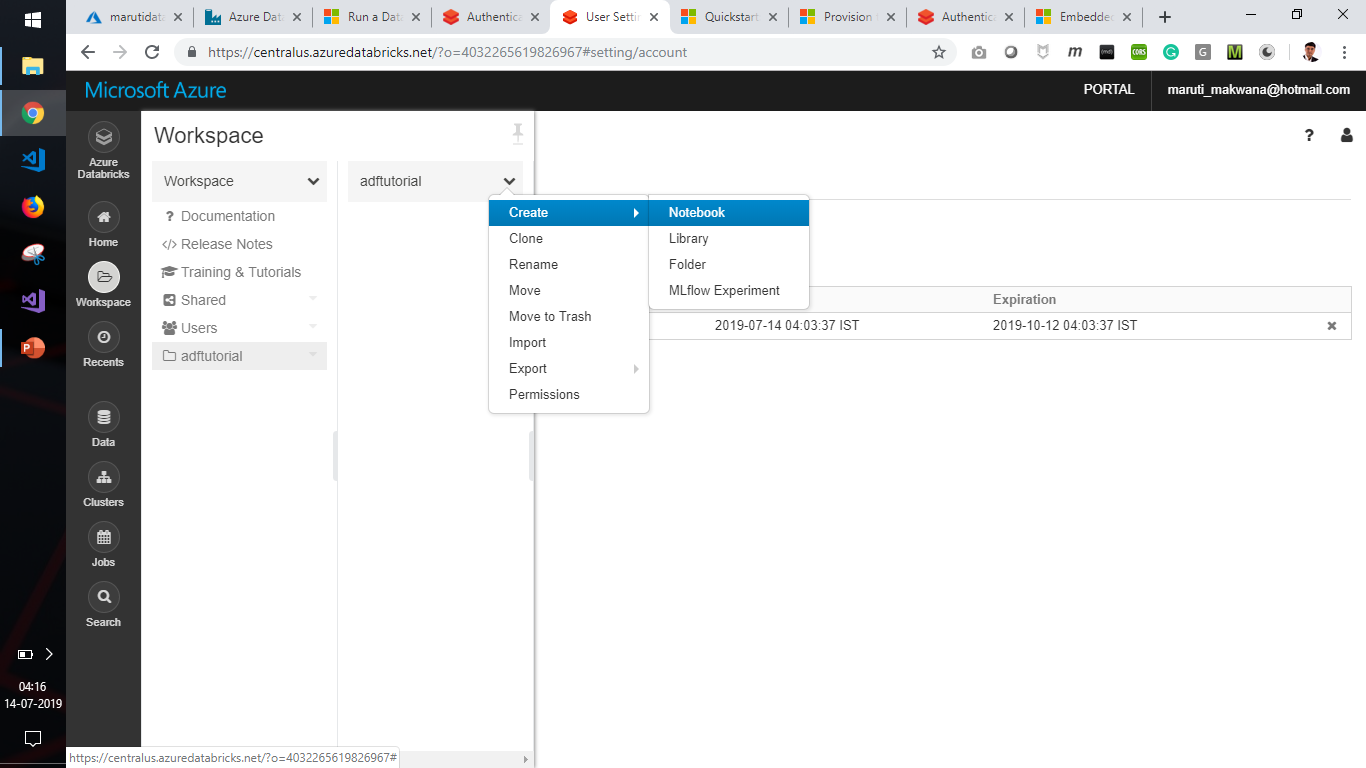 marutidata
Azure Dat
Run a Data
Authentica
User Settin
Quickstart
Provision
Authentica
Embedded
https://centralus.azuredatabricks.net/?o=4032265619826967#setting/account
Microsoft Azure
PORTAL
maruti_makwana@hotmail.com
Azure
Databricks
Home
Workspace
Recents
Data
Clusters
Jobs
Search
Workspace
Workspace
? Documentation
</> Release Notes
Training & Tutorials
Shared
Users
adftutorial
adftutorial
Create
Clone
Rename
Move
Move to Trash
Import
Export
Permissions
Notebook
Library
Folder
MLflow Experiment
?
Expiration
2019-07-14 04:03:37 IST
2019-10-12 04:03:37 IST
04:16
14-07-2019
https://centralus.azuredatabricks.net/?o=4032265619826967#